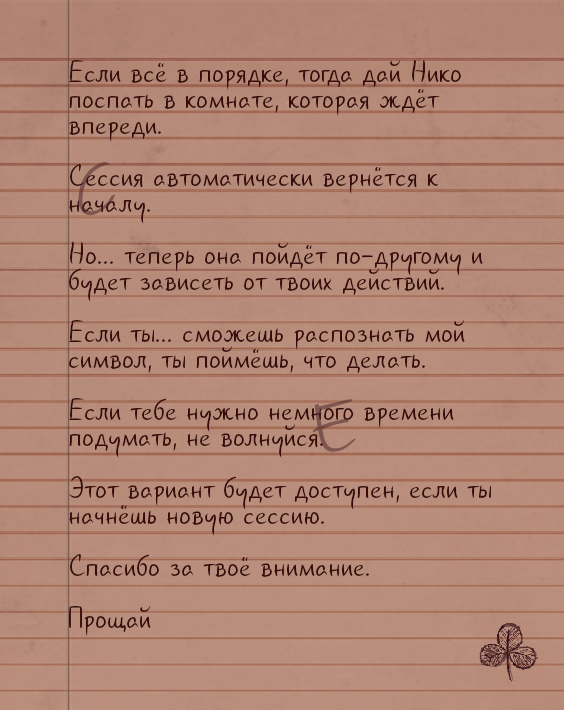 Если всё в порядке, тогда дай Нико
поспать в комнате, которая ждёт
впереди.
Сессия автоматически вернётся к
началу.
Но... теперь она пойдёт по-другому и
будет зависеть от твоих действий.
Если ты... сможешь распознать мой
символ, ты поймёшь, что делать.
Если тебе нужно немного времени
подумать, не волнуйся.
Этот вариант будет доступен, если ты
начнёшь новую сессию.
Спасибо за твоё внимание.
Прощай